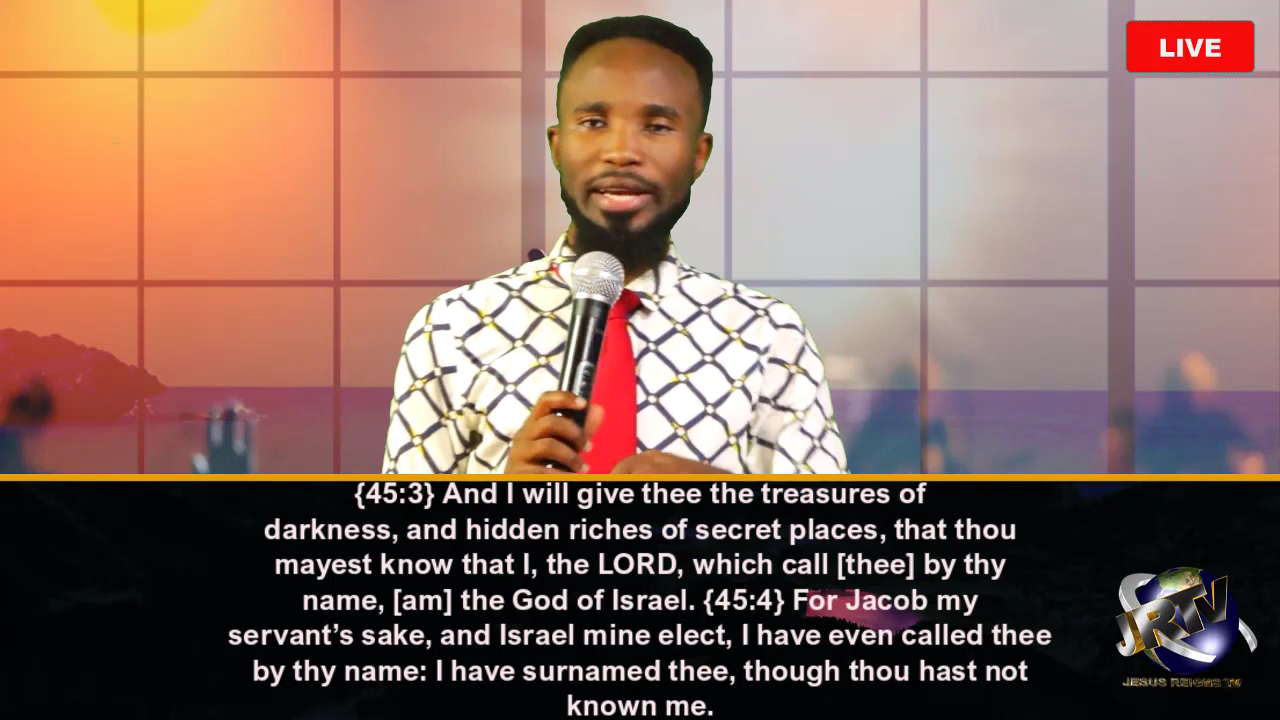 LIVE
{45:3} And I will give thee the treasures of
darkness, and hidden riches of secret places, that thou
mayest know that I, the LORD, which call [thee] by thy
name, [am] the God of Israel. {45:4} For Jacob my
servant’s sake, and Israel mine elect, I have even called thee
by thy name: I have surnamed thee, though thou hast not
known me.
JRTV
JESUS REIGNS TV